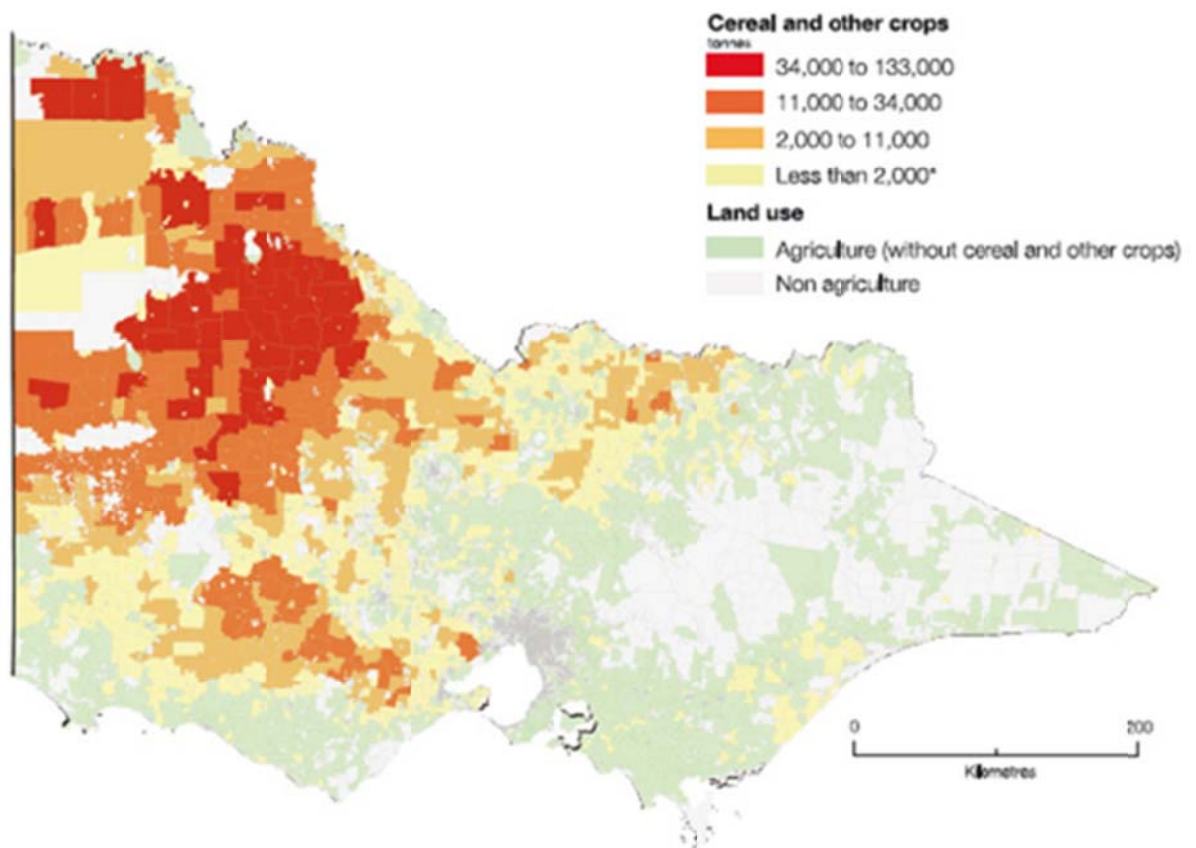 Cereal and other crops
tonnes
34,000 to 133,000
11,000 to 34,000
2,000 to 11,000
Less than 2,000*
Land use
Agriculture (without cereal and other crops)
Non agriculture
0 200
Kilometres